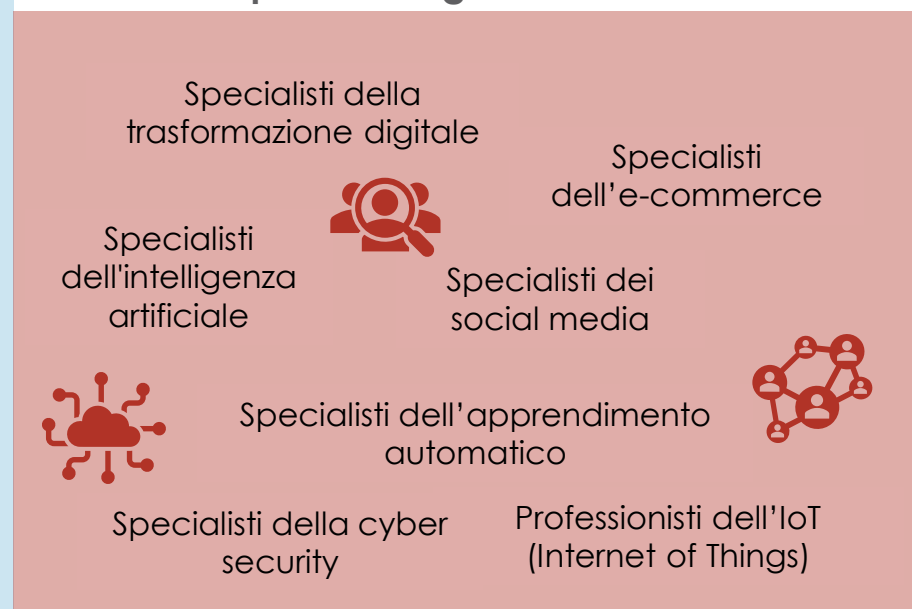 Specialisti della
trasformazione digitale
Specialisti
dell’e-commerce
Specialisti
dell'intelligenza
artificiale
Specialisti dei
social media
Specialisti dell’apprendimento
automatico
Specialisti della cyber
security
Professionisti dell’IoT
(Internet of Things)